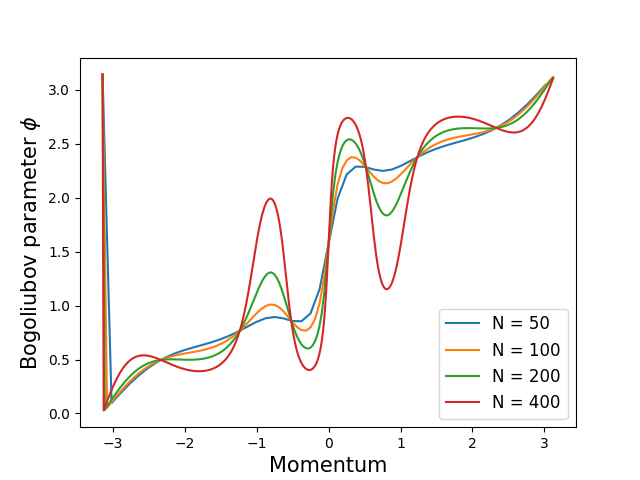 Bogoliubov parameter ϕ
3.0
2.5
2.0
1.5
1.0
0.5
0.0
N = 50
N = 100
N = 200
N = 400
−3
−2
−1
0
1
2
3
Momentum